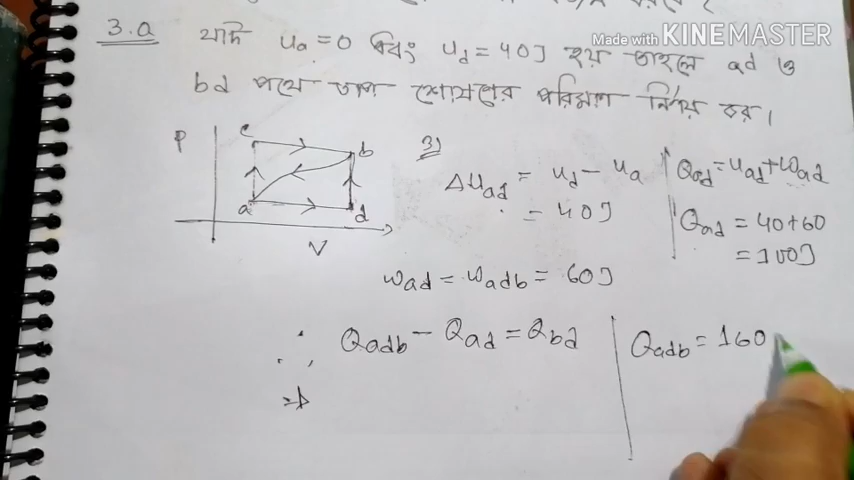 Made with KINEMASTER
3.a যদি Ua = 0 এবং Ud = 40J হয় তাহলে ad ও
bd পথে তাপ শোষণের পরিমাণ নির্ণয় কর।
P
c
b
a
d
V
3)
ΔUad = Ud - Ua
= 40J
Qad = Uad + Wad
Qad = 40+60
= 100J
Wad = Wadb = 60J
∴ Qadb - Qad = Qbd
⇒
Qadb = 160